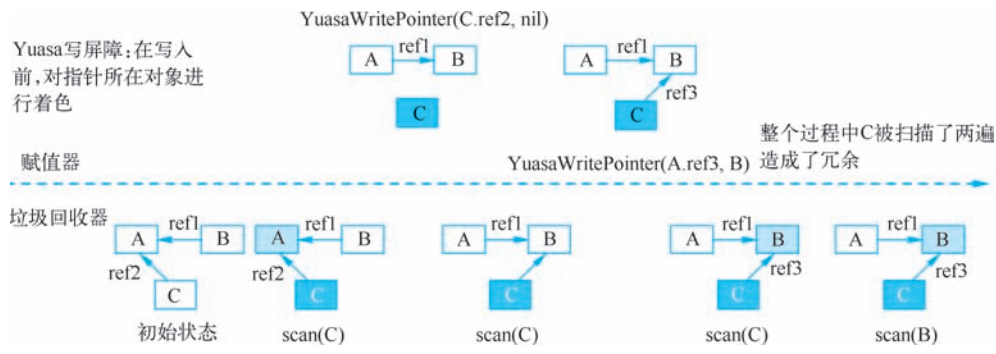 YuasaWritePointer(C.ref2, nil)
Yuasa写屏障:在写入
前,对指针所在对象进
行着色
A ref1 B
A ref1 B
C
C ref3
整个过程中C被扫描了两遍
造成了冗余
赋值器
YuasaWritePointer(A.ref3, B)
垃圾回收器
A ref1 B
A ref1 B
A ref1 B
A ref1 B
A ref1 B
ref2
ref2
ref3
ref3
C
C
C
C
C
初始状态
scan(C)
scan(C)
scan(C)
scan(B)